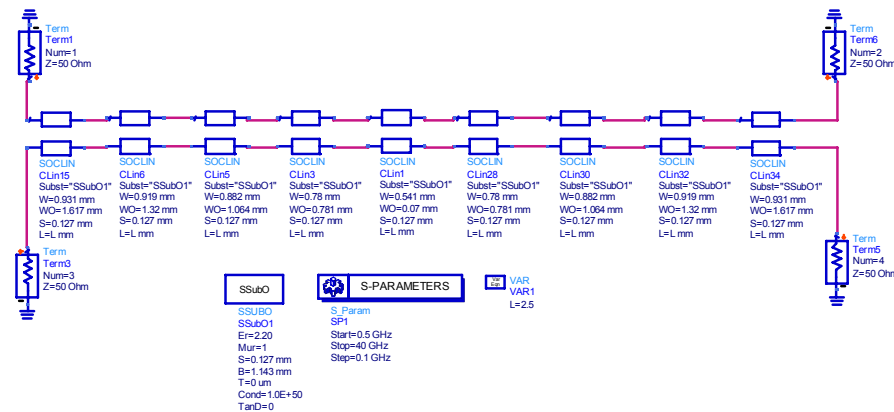 Term
Term1
Num=1
Z=50 Ohm
Term
Term6
Num=2
Z=50 Ohm
SOCLIN
CLin15
Subst="SSubO1"
W=0.931 mm
WO=1.617 mm
S=0.127 mm
L=L mm
SOCLIN
CLin6
Subst="SSubO1"
W=0.919 mm
WO=1.32 mm
S=0.127 mm
L=L mm
SOCLIN
CLin5
Subst="SSubO1"
W=0.882 mm
WO=1.064 mm
S=0.127 mm
L=L mm
SOCLIN
CLin3
Subst="SSubO1"
W=0.78 mm
WO=0.781 mm
S=0.127 mm
L=L mm
SOCLIN
CLin1
Subst="SSubO1"
W=0.541 mm
WO=0.07 mm
S=0.127 mm
L=L mm
SOCLIN
CLin28
Subst="SSubO1"
W=0.78 mm
WO=0.781 mm
S=0.127 mm
L=L mm
SOCLIN
CLin30
Subst="SSubO1"
W=0.882 mm
WO=1.064 mm
S=0.127 mm
L=L mm
SOCLIN
CLin32
Subst="SSubO1"
W=0.919 mm
WO=1.32 mm
S=0.127 mm
L=L mm
SOCLIN
CLin34
Subst="SSubO1"
W=0.931 mm
WO=1.617 mm
S=0.127 mm
L=L mm
Term
Term3
Num=3
Z=50 Ohm
Term
Term5
Num=4
Z=50 Ohm
SSubO
SSUBO
SSubO1
Er=2.20
Mur=1
S=0.127 mm
B=1.143 mm
T=0 um
Cond=1.0E+50
TanD=0
S-PARAMETERS
S_Param
SP1
Start=0.5 GHz
Stop=40 GHz
Step=0.1 GHz
Var
Eqn
VAR
VAR1
L=2.5